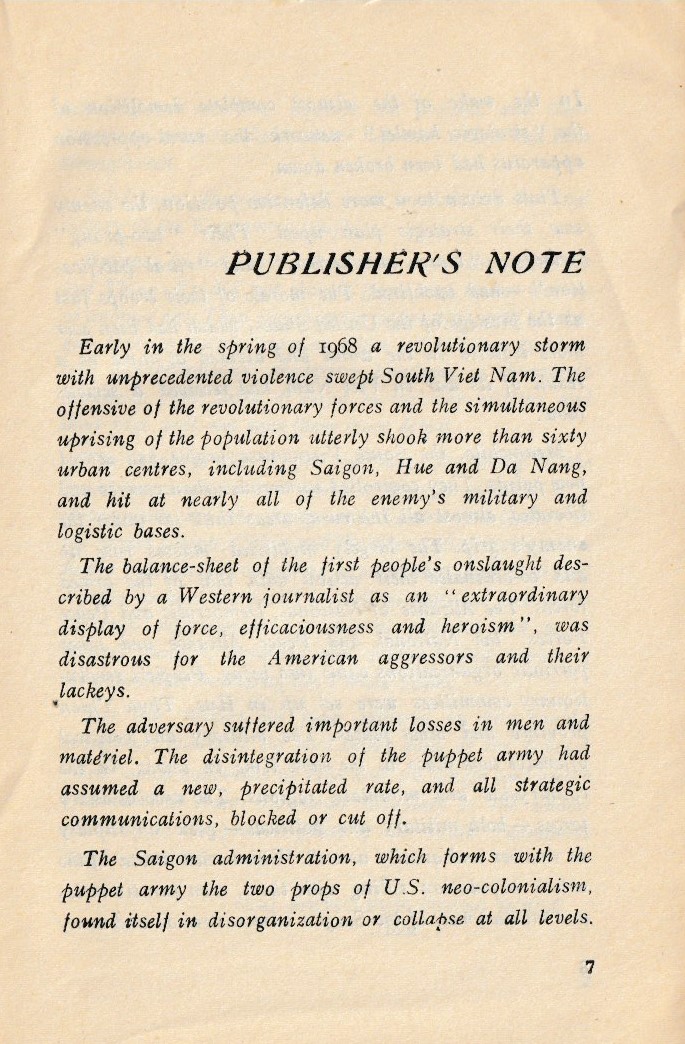 PUBLISHER'S NOTE
Early in the spring of 1968 a revolutionary storm
with unprecedented violence swept South Viet Nam. The
offensive of the revolutionary forces and the simultaneous
uprising of the population utterly shook more than sixty
urban centres, including Saigon, Hue and Da Nang,
and hit at nearly all of the enemy's military and
logistic bases.
The balance-sheet of the first people's onslaught des-
cribed by a Western journalist as an "extraordinary
display of force, efficaciousness and heroism", was
disastrous for the American aggressors and their
lackeys.
The adversary suffered important losses in men and
matériel. The disintegration of the puppet army had
assumed a new, precipitated rate, and all strategic
communications, blocked or cut off.
The Saigon administration, which forms with the
puppet army the two props of U.S. neo-colonialism,
found itself in disorganization or collapse at all levels.
7